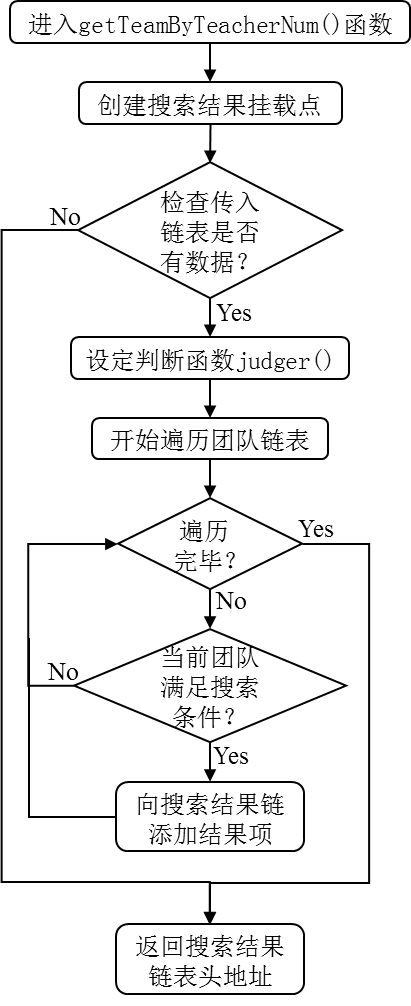 进入getTeamByTeacherNum()函数
创建搜索结果挂载点
检查传入
链表是否
有数据？
No
Yes
设定判断函数judger()
开始遍历团队链表
遍历
完毕？
Yes
No
当前团队
满足搜索
条件？
No
Yes
向搜索结果链
添加结果项
返回搜索结果
链表头地址